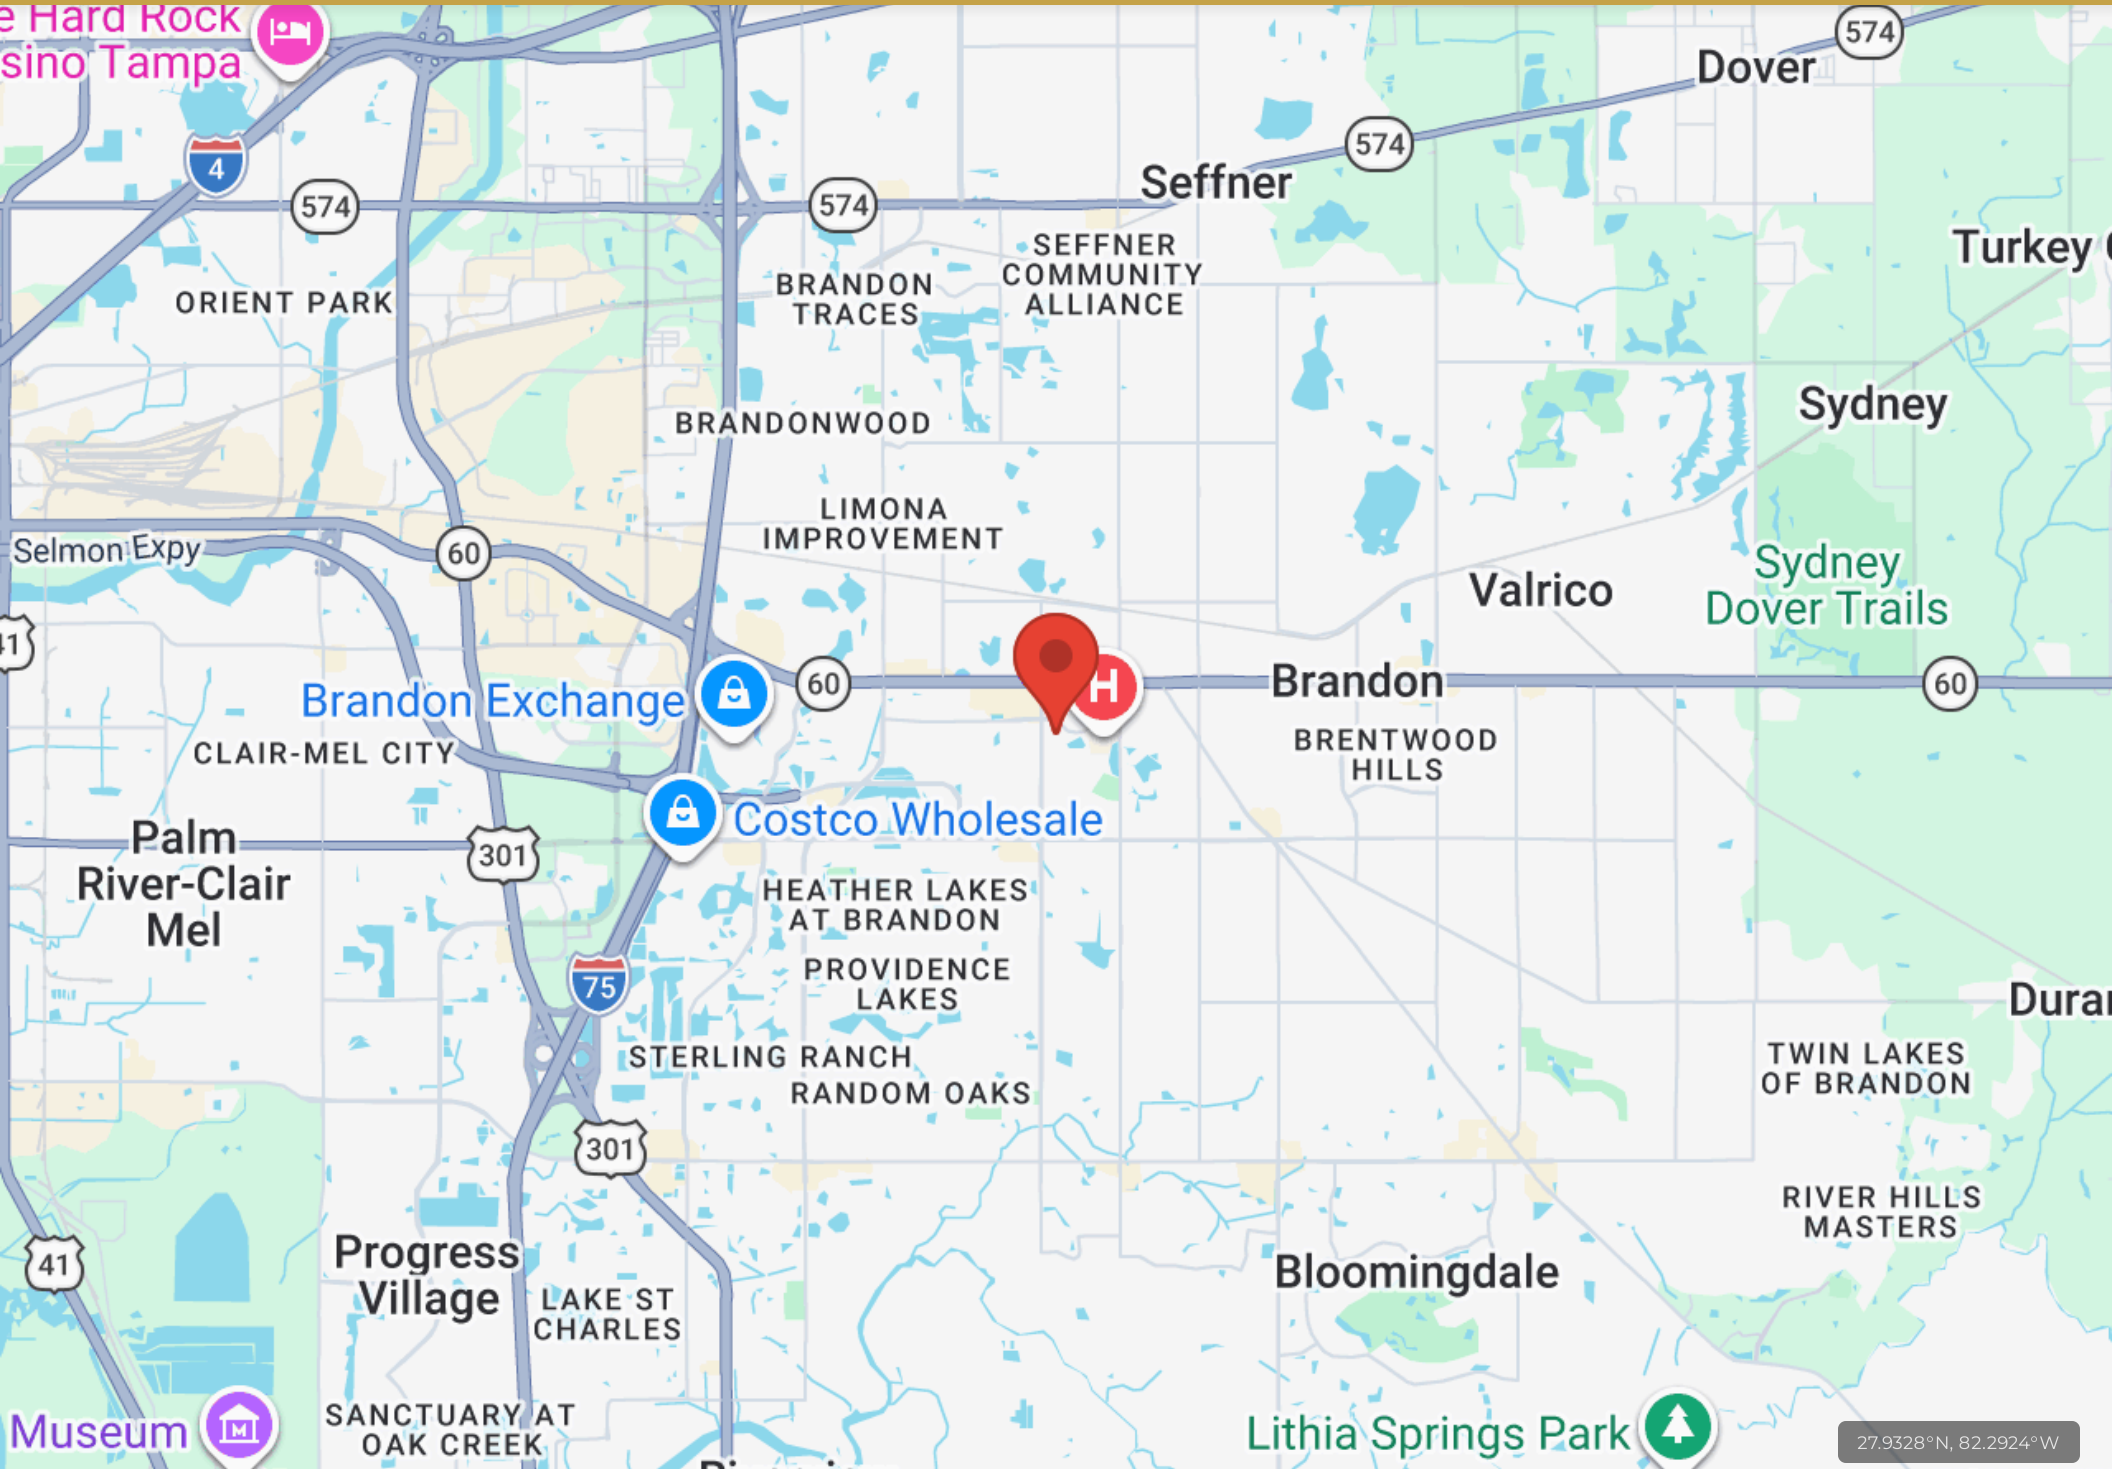 e Hard Rock
sino Tampa
574
Dover
4
574
574
574
Seffner
Turkey
SEFFNER
COMMUNITY
ALLIANCE
BRANDON
TRACES
ORIENT PARK
Sydney
BRANDONWOOD
LIMONA
IMPROVEMENT
Selmon Expy
60
Sydney
Dover Trails
Valrico
41
Brandon Exchange
60
H
Brandon
60
CLAIR-MEL CITY
BRENTWOOD
HILLS
Costco Wholesale
Palm
River-Clair
Mel
301
HEATHER LAKES
AT BRANDON
75
PROVIDENCE
LAKES
Duran
STERLING RANCH
RANDOM OAKS
TWIN LAKES
OF BRANDON
301
RIVER HILLS
MASTERS
41
Progress
Village
Bloomingdale
LAKE ST
CHARLES
Museum
M
SANCTUARY AT
OAK CREEK
Lithia Springs Park
27.9328°N, 82.2924°W